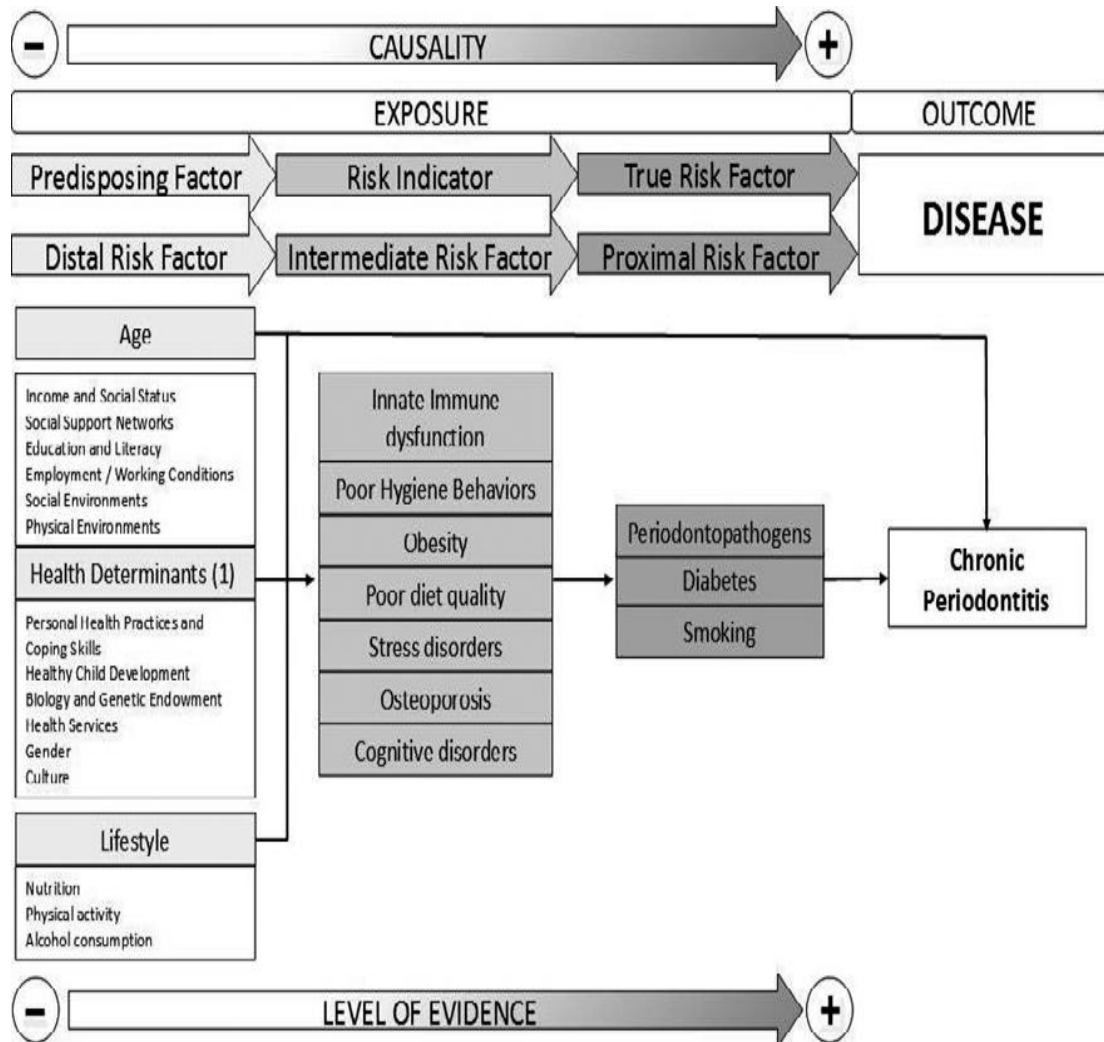 −
CAUSALITY
+
EXPOSURE
OUTCOME
Predisposing Factor
Risk Indicator
True Risk Factor
DISEASE
Distal Risk Factor
Intermediate Risk Factor
Proximal Risk Factor
Age
Income and Social Status
Social Support Networks
Education and Literacy
Employment / Working Conditions
Social Environments
Physical Environments
Health Determinants (1)
Personal Health Practices and
Coping Skills
Healthy Child Development
Biology and Genetic Endowment
Health Services
Gender
Culture
Lifestyle
Nutrition
Physical activity
Alcohol consumption
Innate Immune
dysfunction
Poor Hygiene Behaviors
Obesity
Poor diet quality
Stress disorders
Osteoporosis
Cognitive disorders
Periodontopathogens
Diabetes
Smoking
Chronic
Periodontitis
−
LEVEL OF EVIDENCE
+